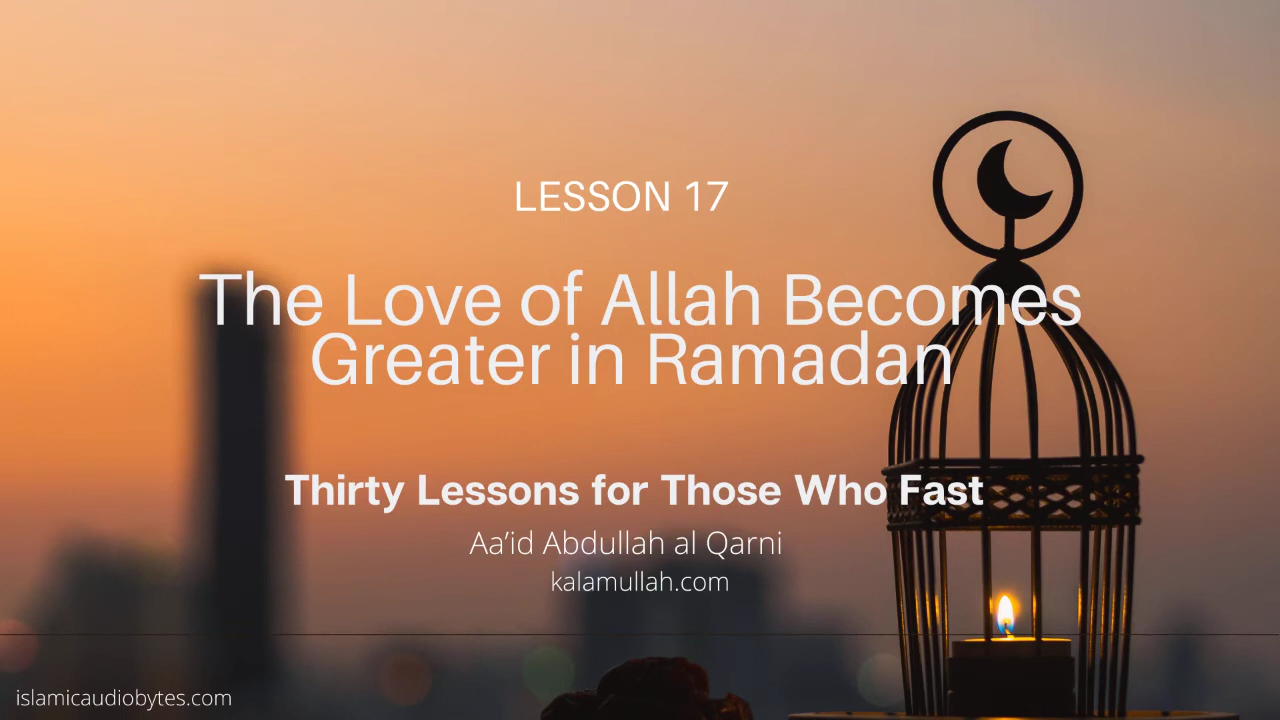 LESSON 17
The Love of Allah Becomes
Greater in Ramadan
Thirty Lessons for Those Who Fast
Aa’id Abdullah al Qarni
kalamullah.com
islamicaudiobytes.com